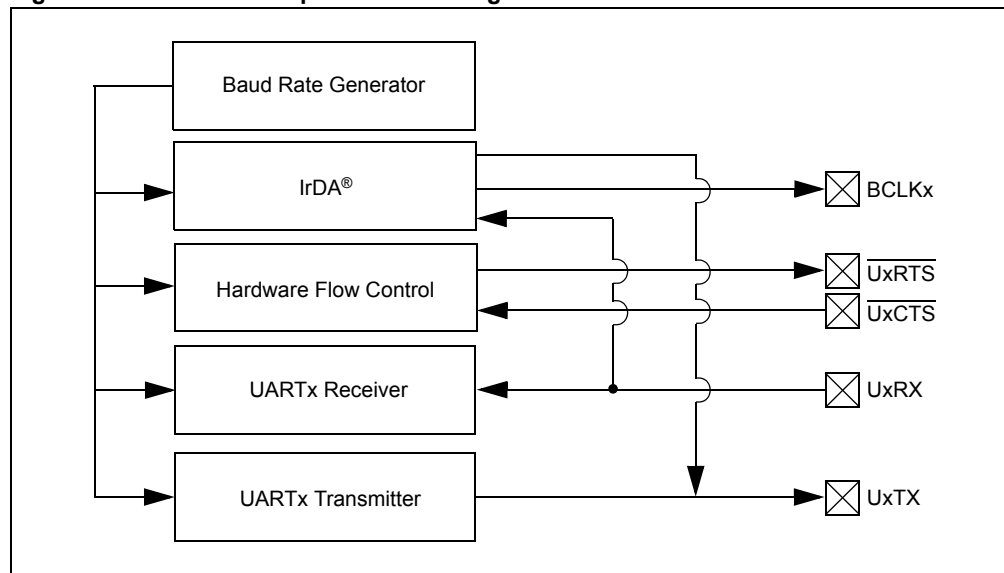 Baud Rate Generator
IrDA®
BCLKx
Hardware Flow Control
UxRTS
UxCTS
UARTx Receiver
UxRX
UARTx Transmitter
UxTX